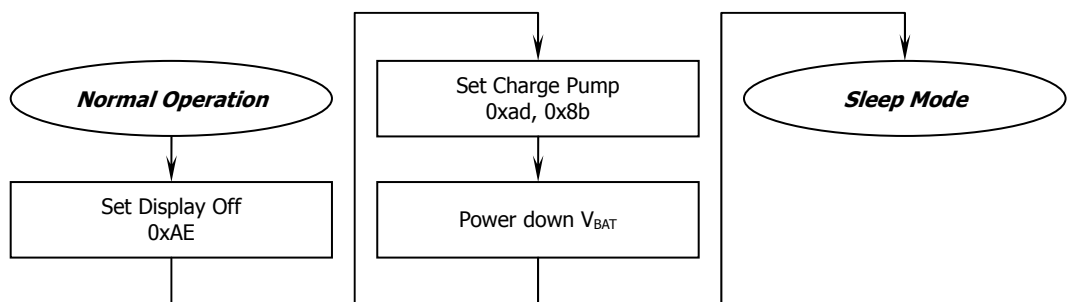 Normal Operation
Set Display Off
0xAE
Set Charge Pump
0xad, 0x8b
Power down VBAT
Sleep Mode